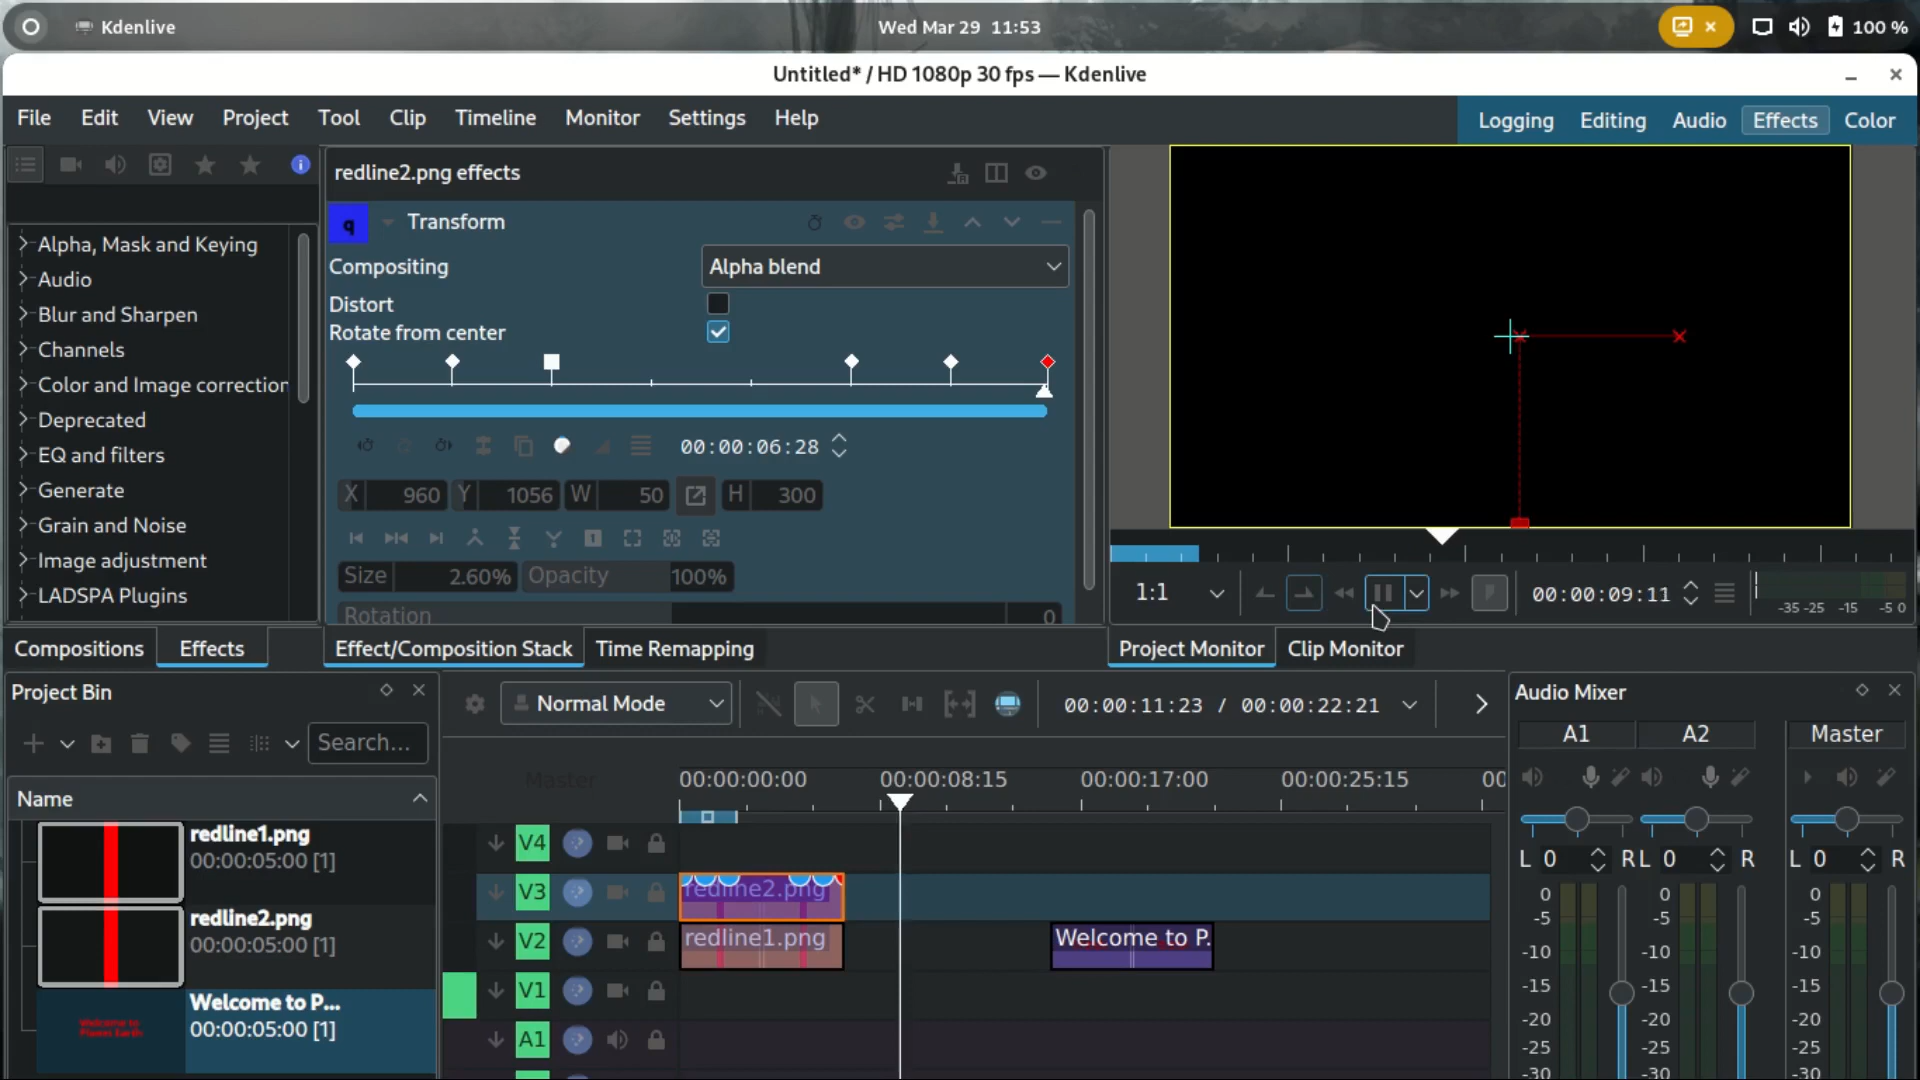 Kdenlive
Wed Mar 29 11:53
100 %
Untitled* / HD 1080p 30 fps — Kdenlive
File Edit View Project Tool Clip Timeline Monitor Settings Help
Logging Editing Audio Effects Color
redline2.png effects
Transform
Compositing
Alpha blend
Distort
Rotate from center
00:00:06:28
X 960 Y 1056 W 50 H 300
Size 2.60% Opacity 100%
Rotation 0
Alpha, Mask and Keying
Audio
Blur and Sharpen
Channels
Color and Image correction
Deprecated
EQ and filters
Generate
Grain and Noise
Image adjustment
LADSPA Plugins
1:1
00:00:09:11
-35 -25 -15 -5 0
Compositions Effects
Effect/Composition Stack Time Remapping
Project Monitor Clip Monitor
Project Bin
Search...
Name
redline1.png
00:00:05:00 [1]
redline2.png
00:00:05:00 [1]
Welcome to Planet Earth
Welcome to P...
00:00:05:00 [1]
Normal Mode
00:00:11:23 / 00:00:22:21
Master
00:00:00:00 00:00:08:15 00:00:17:00 00:00:25:15 00
V4
V3
redline2.png
V2
redline1.png
Welcome to P.
V1
A1
Audio Mixer
A1 A2 Master
L 0 R L 0 R L 0 R
0 0 0
-5 -5 -5
-10 -10 -10
-15 -15 -15
-20 -20 -20
-25 -25 -25
-30 -30 -30